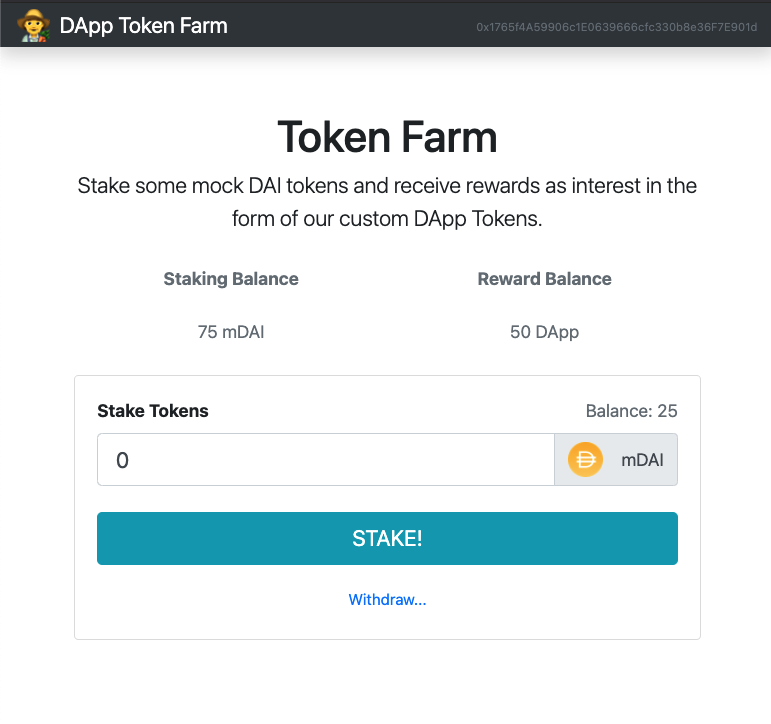 DApp Token Farm
0x1765f4A59906c1E0639666cfc330b8e36F7E901d
Token Farm
Stake some mock DAI tokens and receive rewards as interest in the
form of our custom DApp Tokens.
Staking Balance
Reward Balance
75 mDAI
50 DApp
Stake Tokens
Balance: 25
0
mDAI
STAKE!
Withdraw...